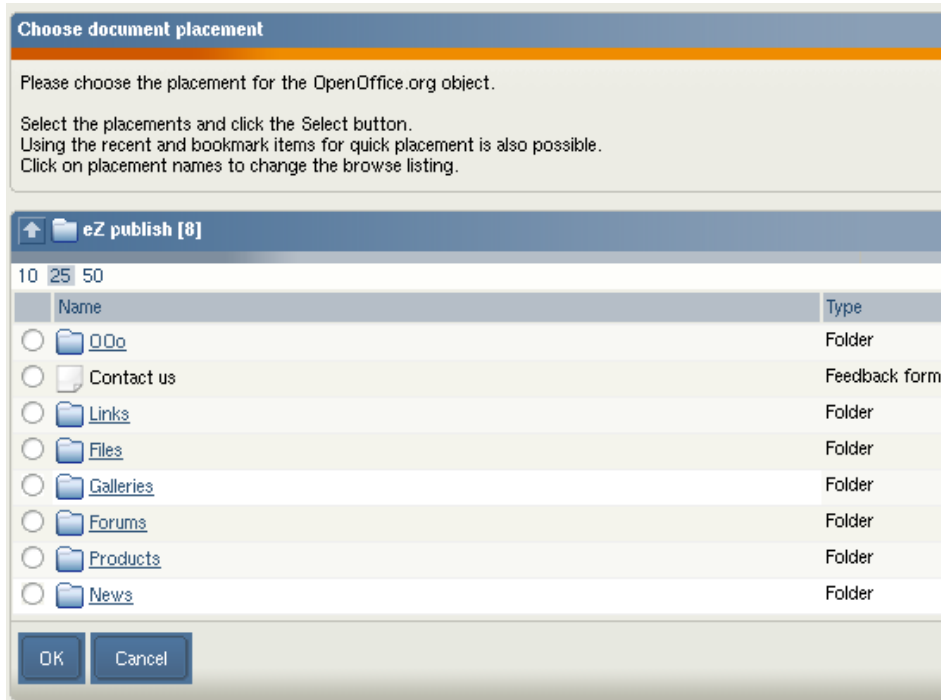 Choose document placement
Please choose the placement for the OpenOffice.org object.
Select the placements and click the Select button.
Using the recent and bookmark items for quick placement is also possible.
Click on placement names to change the browse listing.
eZ publish [8]
10 25 50
Name Type
OOo Folder
Contact us Feedback form
Links Folder
Files Folder
Galleries Folder
Forums Folder
Products Folder
News Folder
OK Cancel